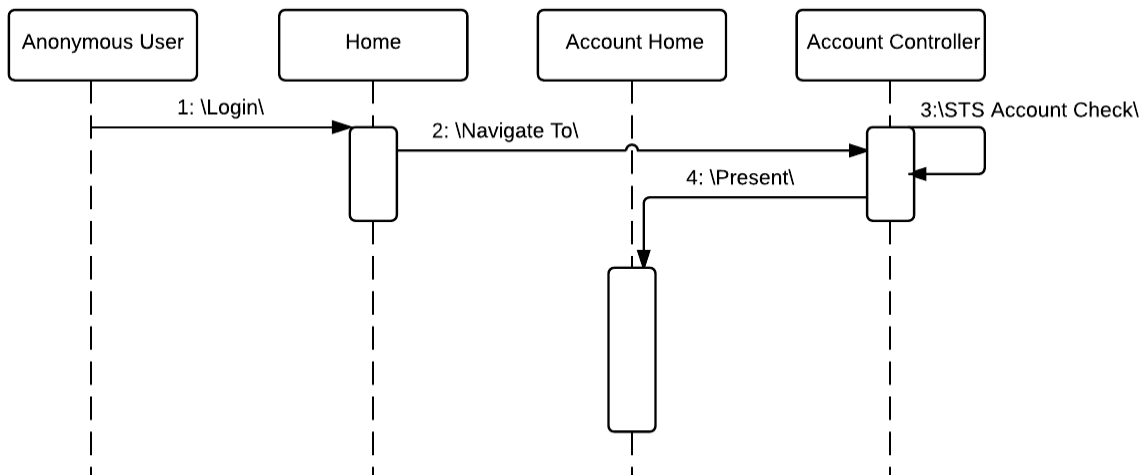 Anonymous User
Home
Account Home
Account Controller
1: \Login\
3:\STS Account Check\
2: \Navigate To\
4: \Present\